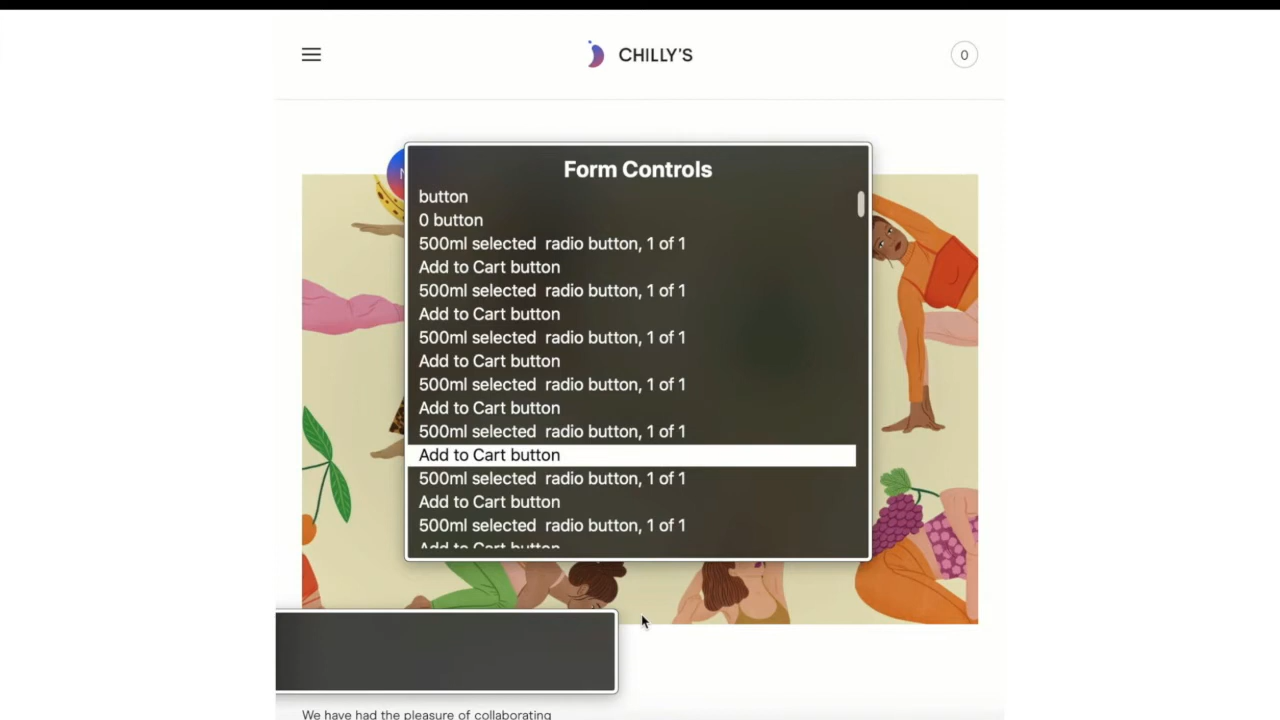 CHILLY'S
0
Form Controls
button
0 button
500ml selected radio button, 1 of 1
Add to Cart button
500ml selected radio button, 1 of 1
Add to Cart button
500ml selected radio button, 1 of 1
Add to Cart button
500ml selected radio button, 1 of 1
Add to Cart button
500ml selected radio button, 1 of 1
Add to Cart button
500ml selected radio button, 1 of 1
Add to Cart button
500ml selected radio button, 1 of 1
Add to Cart button
We have had the pleasure of collaborating